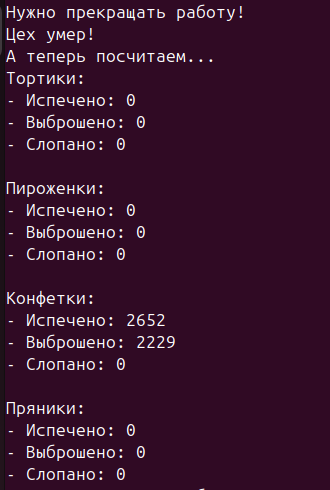 Нужно прекращать работу!
Цех умер!
А теперь посчитаем...
Тортики:
- Испечено: 0
- Выброшено: 0
- Слопано: 0
Пироженки:
- Испечено: 0
- Выброшено: 0
- Слопано: 0
Конфетки:
- Испечено: 2652
- Выброшено: 2229
- Слопано: 0
Пряники:
- Испечено: 0
- Выброшено: 0
- Слопано: 0